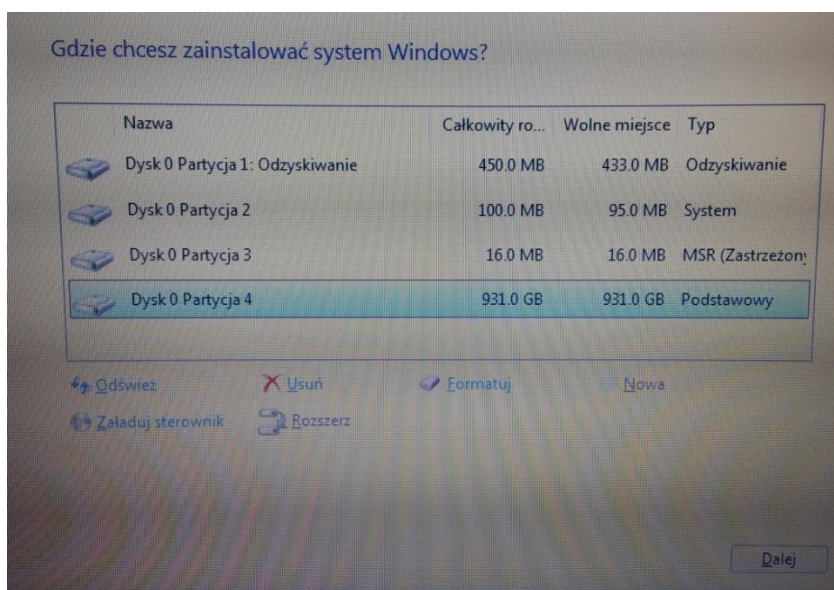 Gdzie chcesz zainstalować system Windows?
Nazwa Całkowity ro... Wolne miejsce Typ
Dysk 0 Partycja 1: Odzyskiwanie 450.0 MB 433.0 MB Odzyskiwanie
Dysk 0 Partycja 2 100.0 MB 95.0 MB System
Dysk 0 Partycja 3 16.0 MB 16.0 MB MSR (Zastrzeżony
Dysk 0 Partycja 4 931.0 GB 931.0 GB Podstawowy
Odśwież Usuń Formatuj Nowa
Załaduj sterownik Rozszerz
Dalej